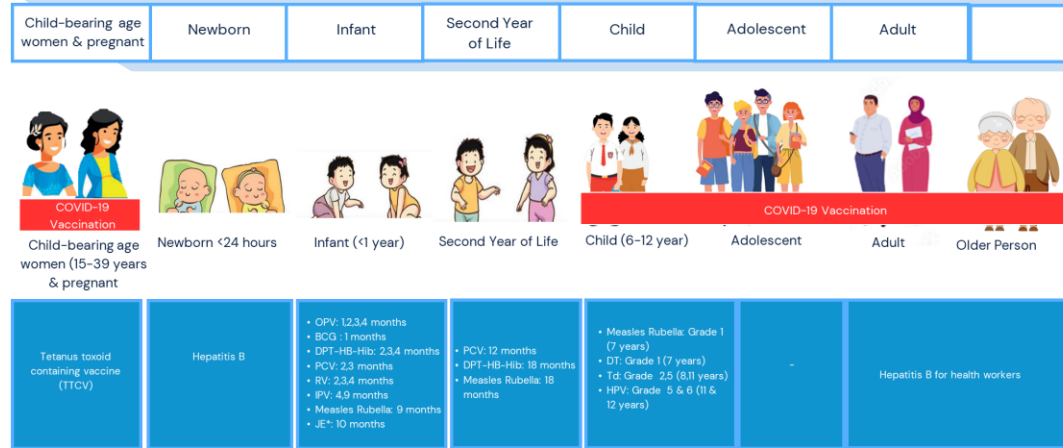 Child-bearing age
women & pregnant
Newborn
Infant
Second Year
of Life
Child
Adolescent
Adult
COVID-19
Vaccination
COVID-19 Vaccination
Child-bearing age
women (15-39 years
& pregnant
Newborn <24 hours
Infant (<1 year)
Second Year of Life
Child (6-12 year)
Adolescent
Adult
Older Person
Tetanus toxoid
containing vaccine
(TTCV)
Hepatitis B
• OPV: 1,2,3,4 months
• BCG : 1 months
• DPT-HB-Hib: 2,3,4 months
• PCV: 2,3 months
• RV: 2,3,4 months
• IPV: 4,9 months
• Measles Rubella: 9 months
• JE*: 10 months
• PCV: 12 months
• DPT-HB-Hib: 18 months
• Measles Rubella: 18
months
• Measles Rubella: Grade 1
(7 years)
• DT: Grade 1 (7 years)
• Td: Grade 2,5 (8,11 years)
• HPV: Grade 5 & 6 (11 &
12 years)
-
Hepatitis B for health workers